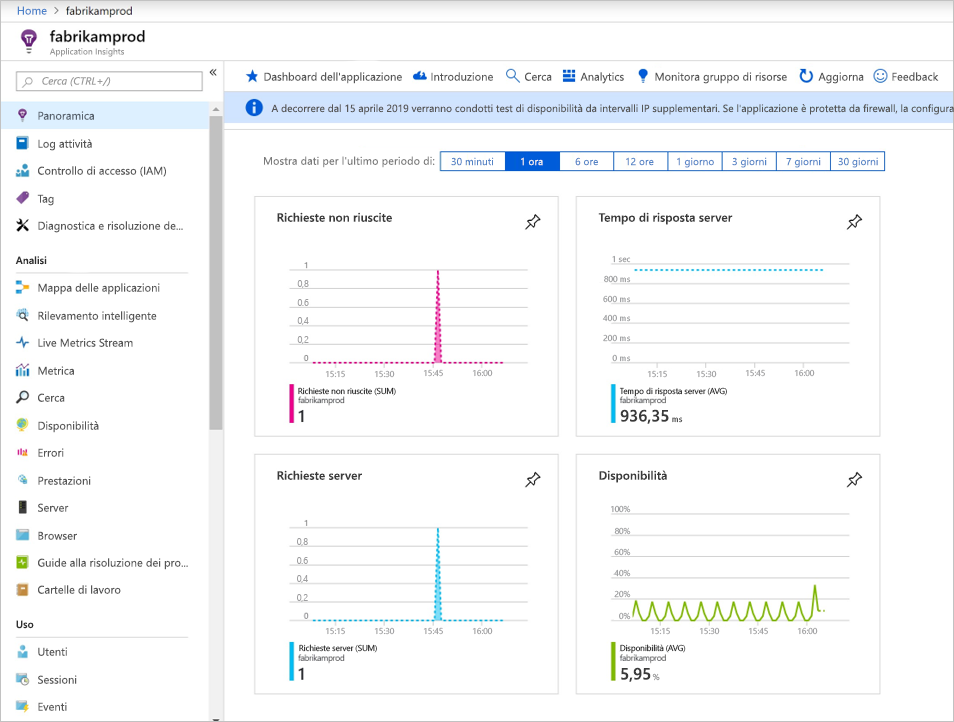 Home > fabrikamprod
fabrikamprod
Application Insights
Cerca (CTRL+/)
«
Panoramica
Log attività
Controllo di accesso (IAM)
Tag
Diagnostica e risoluzione de...
Analisi
Mappa delle applicazioni
Rilevamento intelligente
Live Metrics Stream
Metrica
Cerca
Disponibilità
Errori
Prestazioni
Server
Browser
Guide alla risoluzione dei pro...
Cartelle di lavoro
Uso
Utenti
Sessioni
Eventi
Dashboard dell'applicazione Introduzione Cerca Analytics Monitora gruppo di risorse Aggiorna Feedback
A decorrere dal 15 aprile 2019 verranno condotti test di disponibilità da intervalli IP supplementari. Se l'applicazione è protetta da firewall, la configura
Mostra dati per l'ultimo periodo di: 30 minuti 1 ora 6 ore 12 ore 1 giorno 3 giorni 7 giorni 30 giorni
Richieste non riuscite
1
0,8
0.6
0,4
0,2
0
15:15 15:30 15:45 16:00
Richieste non riuscite (SUM)
fabrikamprod
1
Tempo di risposta server
1 sec
800 ms
600 ms
400 ms
200 ms
0 ms
15:15 15:30 15:45 16:00
Tempo di risposta server (AVG)
fabrikamprod
936,35 ms
Richieste server
1
0,8
0.6
0,4
0,2
0
15:15 15:30 15:45 16:00
Richieste server (SUM)
fabrikamprod
1
Disponibilità
100%
80%
60%
40%
20%
0%
15:15 15:30 15:45 16:00
Disponibilità (AVG)
fabrikamprod
5,95 %